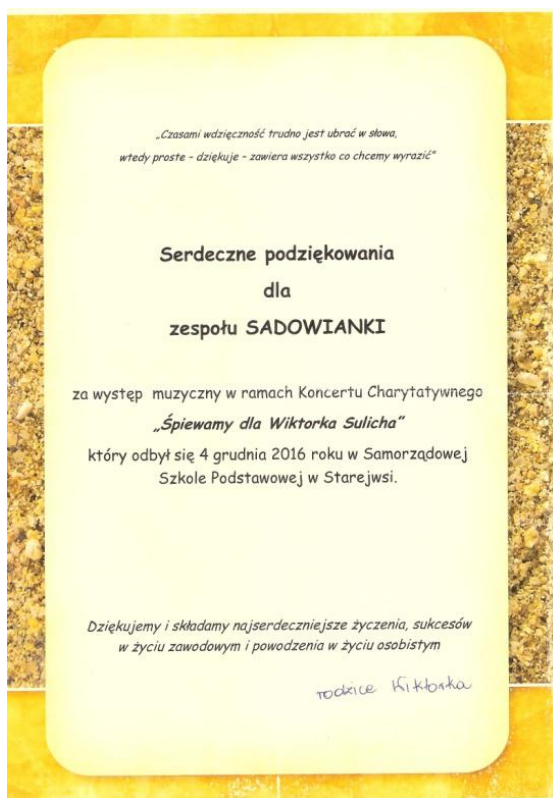 „Czasami wdzięczność trudno jest ubrać w słowa,
wtedy proste – dziękuje – zawiera wszystko co chcemy wyrazić”
Serdeczne podziękowania
dla
zespołu SADOWIANKI
za występ muzyczny w ramach Koncertu Charytatywnego
„Śpiewamy dla Wiktorka Sulicha”
który odbył się 4 grudnia 2016 roku w Samorządowej
Szkole Podstawowej w Starejwsi.
Dziękujemy i składamy najserdeczniejsze życzenia, sukcesów
w życiu zawodowym i powodzenia w życiu osobistym
rodzice Wiktorka